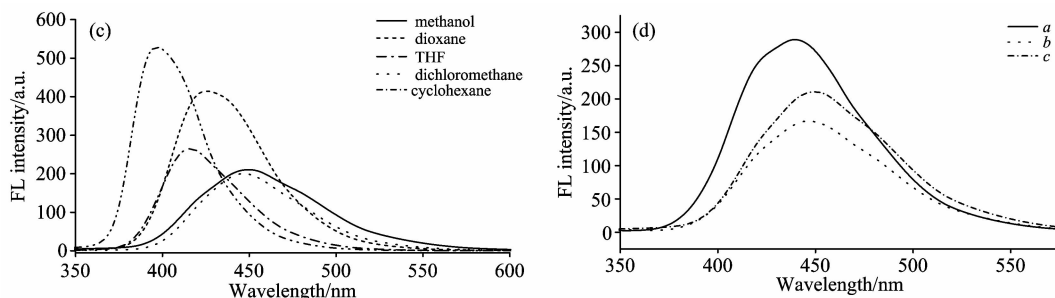 (c)
methanol
dioxane
THF
dichloromethane
cyclohexane
FL intensity/a.u.
600
500
400
300
200
100
0
350 400 450 500 550 600
Wavelength/nm
(d)
a
b
c
FL intensity/a.u.
300
250
200
150
100
50
0
350 400 450 500 550
Wavelength/nm